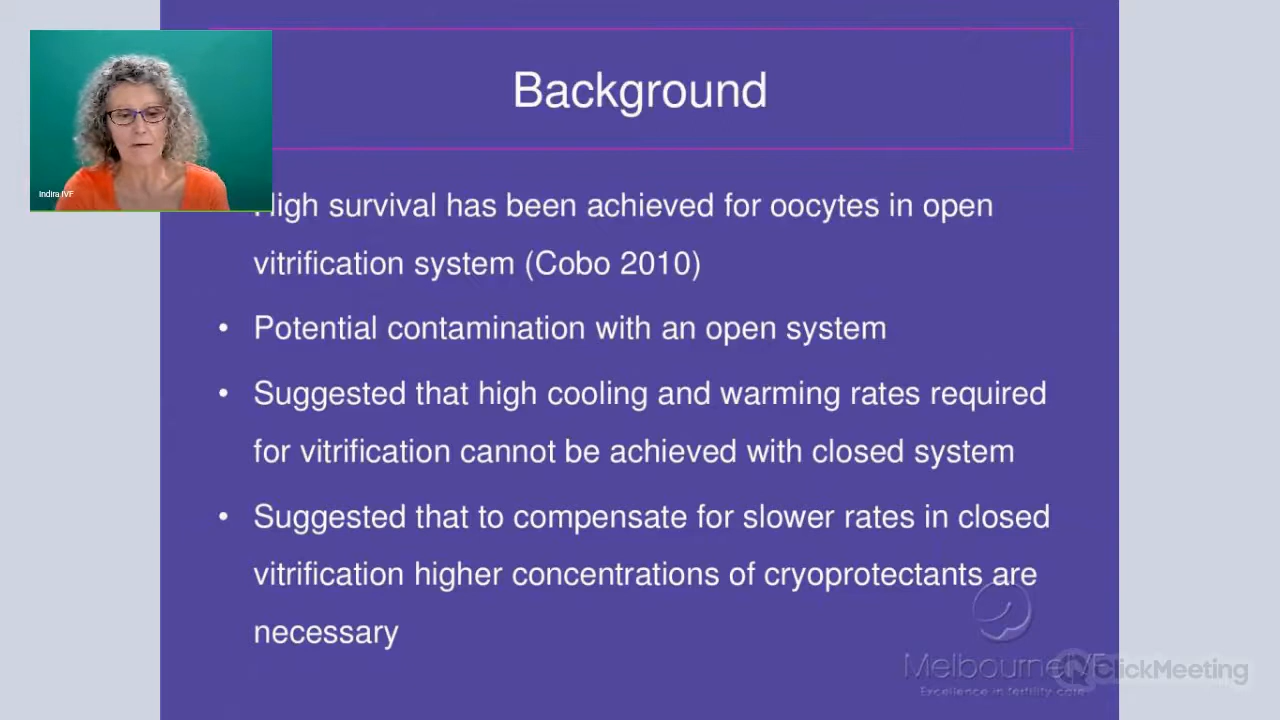 Background
Indira IVF
High survival has been achieved for oocytes in open
vitrification system (Cobo 2010)
• Potential contamination with an open system
• Suggested that high cooling and warming rates required
for vitrification cannot be achieved with closed system
• Suggested that to compensate for slower rates in closed
vitrification higher concentrations of cryoprotectants are
necessary
MelbourneIVF
ClickMeeting
Excellence in fertility care